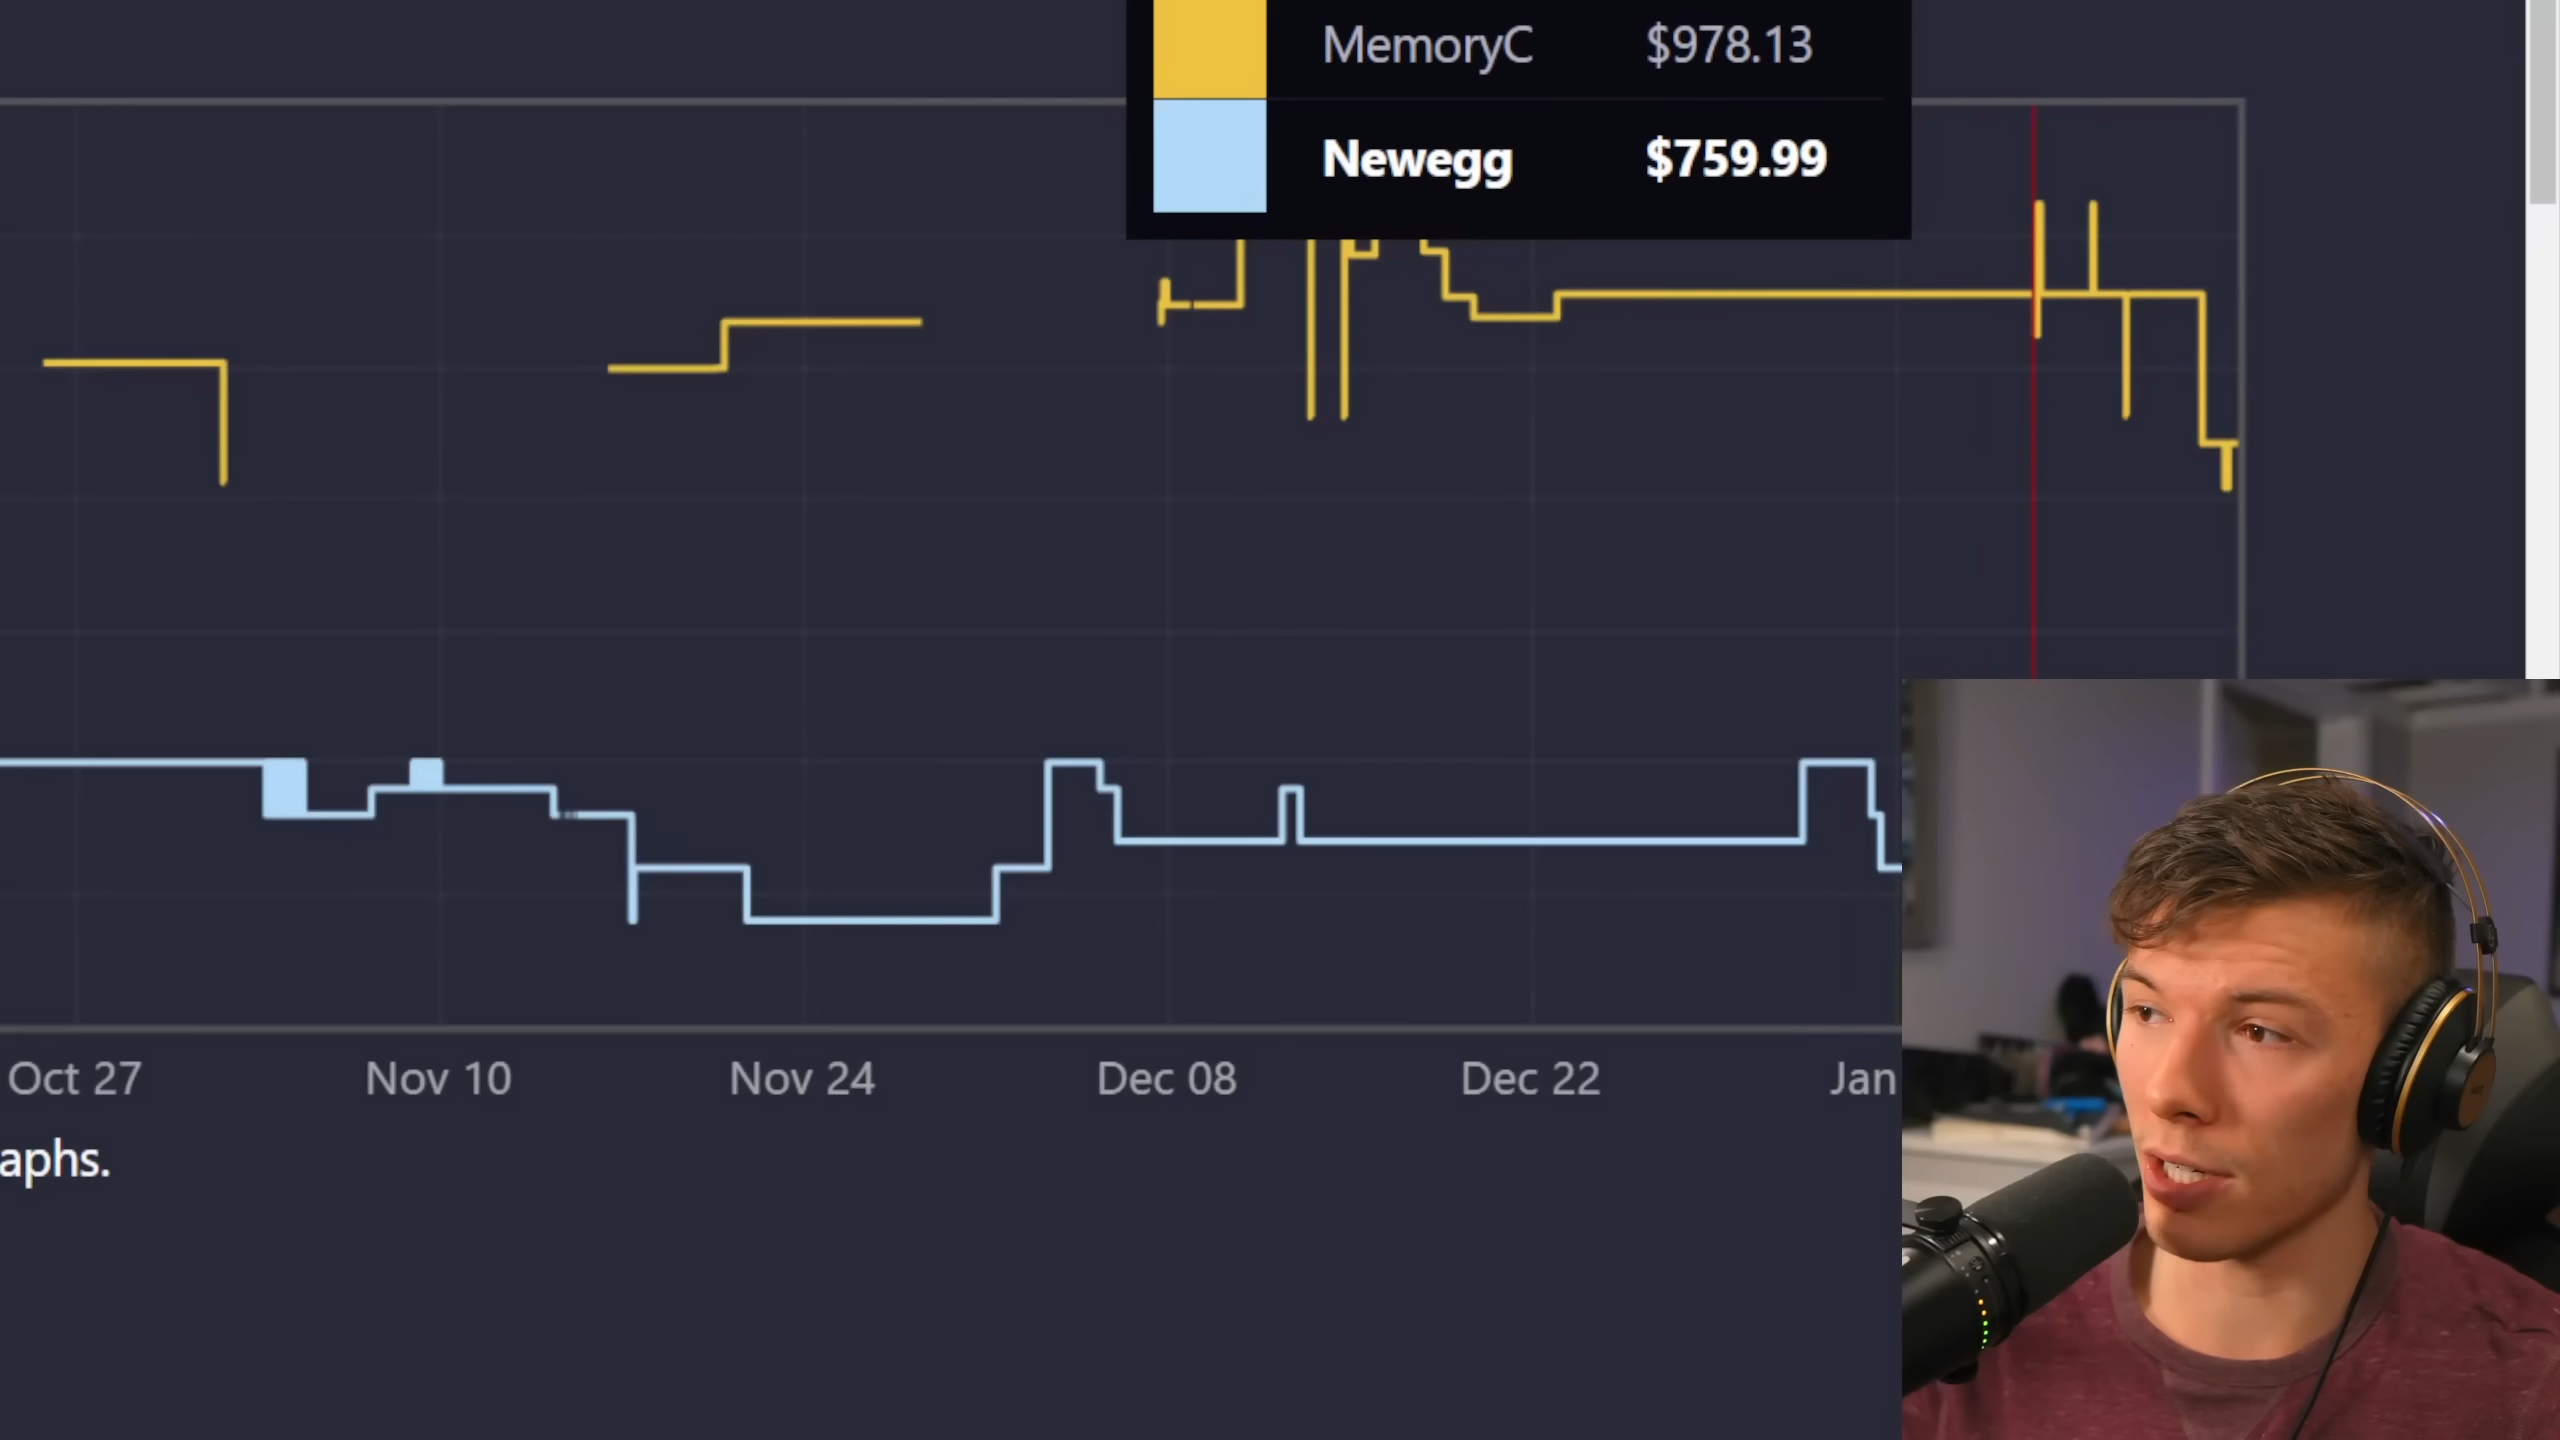 MemoryC $978.13
Newegg $759.99
Oct 27 Nov 10 Nov 24 Dec 08 Dec 22 Jan
aphs.